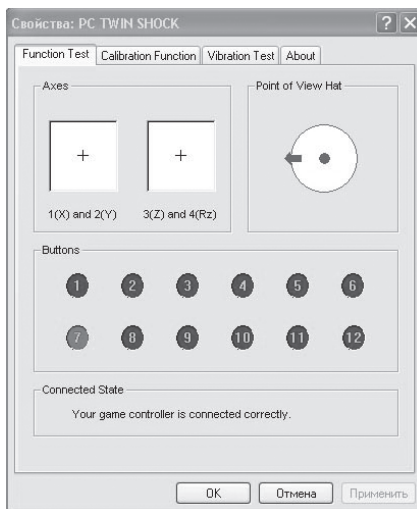 Свойства: PC TWIN SHOCK
Function Test Calibration Function Vibration Test About
Axes
1(X) and 2(Y) 3(Z) and 4(Rz)
Point of View Hat
Buttons
1 2 3 4 5 6
7 8 9 10 11 12
Connected State
Your game controller is connected correctly.
OK Отмена Применить